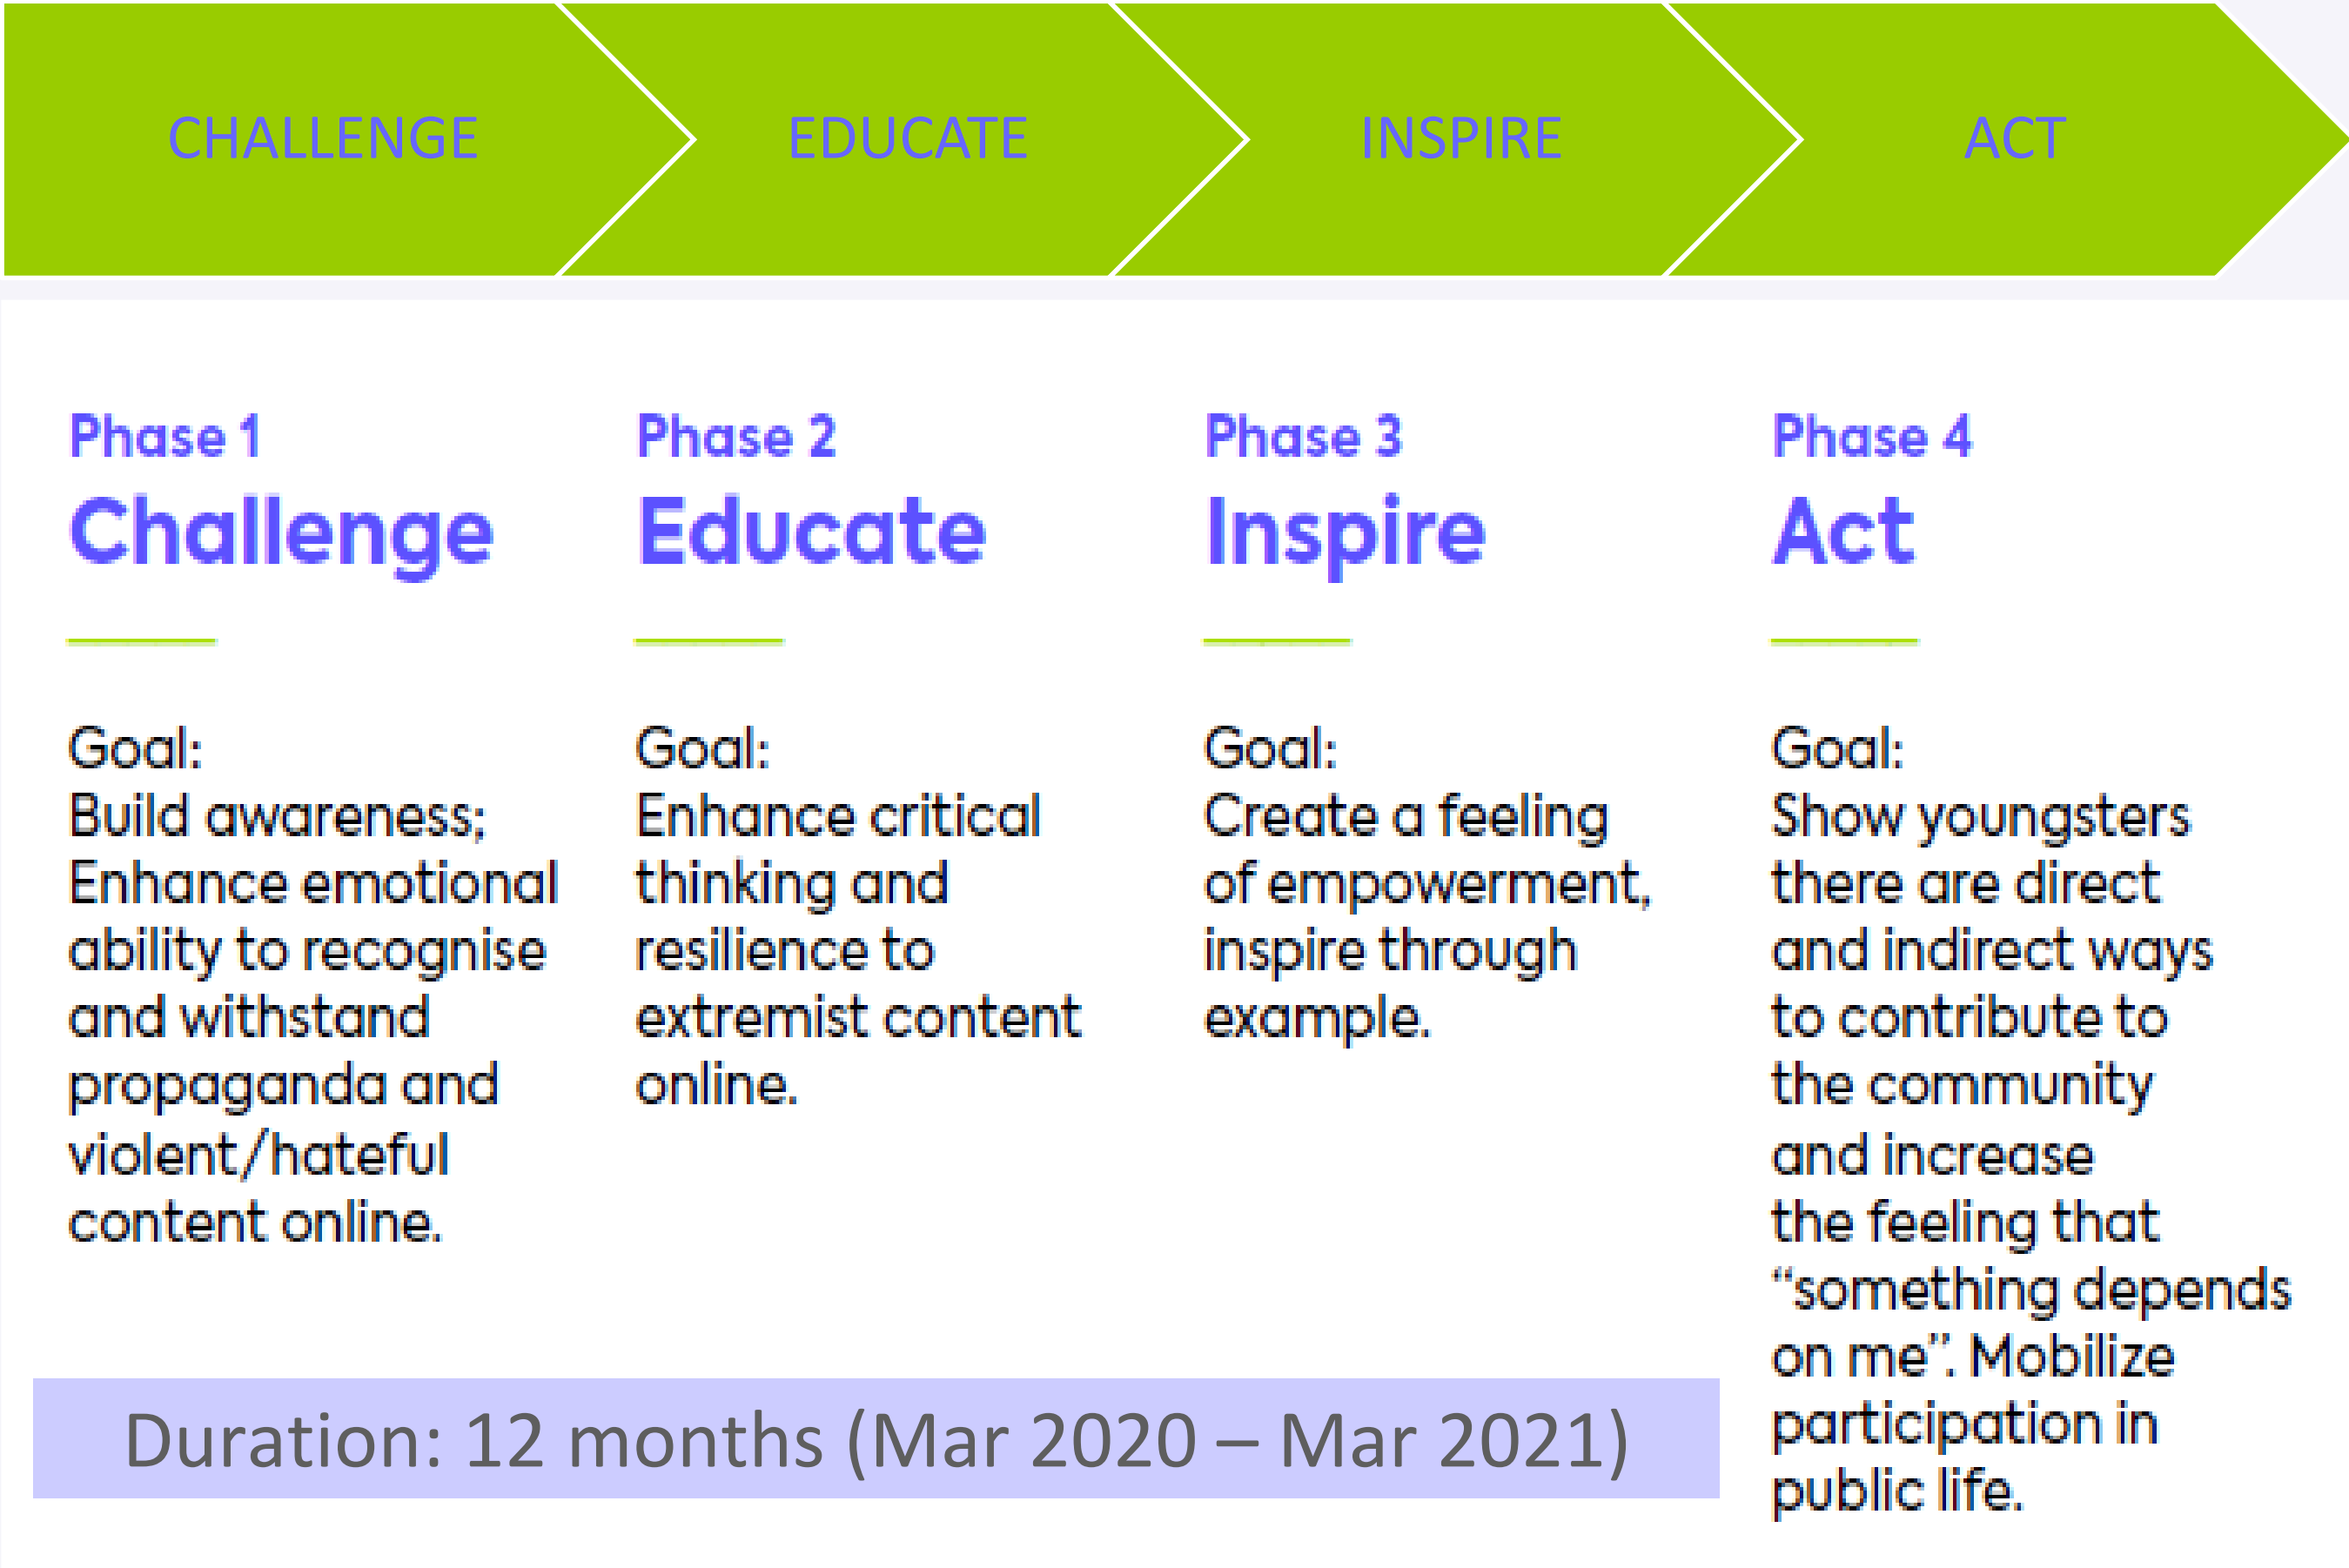 CHALLENGE
EDUCATE
INSPIRE
ACT
Phase 1
Challenge
Goal:
Build awareness;
Enhance emotional
ability to recognise
and withstand
propaganda and
violent/hateful
content online.
Phase 2
Educate
Goal:
Enhance critical
thinking and
resilience to
extremist content
online.
Phase 3
Inspire
Goal:
Create a feeling
of empowerment,
inspire through
example.
Phase 4
Act
Goal:
Show youngsters
there are direct
and indirect ways
to contribute to
the community
and increase
the feeling that
“something depends
on me”. Mobilize
participation in
public life.
Duration: 12 months (Mar 2020 – Mar 2021)